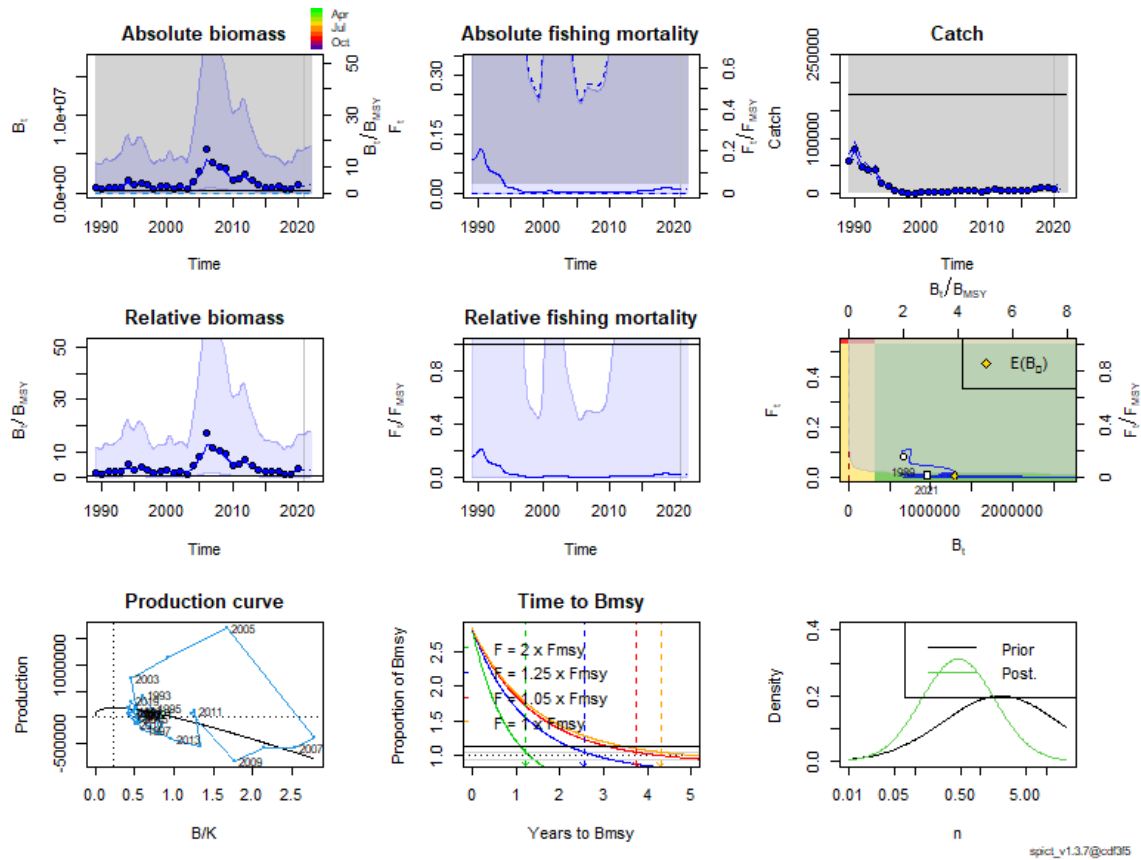 Absolute biomass
Apr
Jul
Oct
Bt
0.0e+00 1.0e+07
0 10 30 50
Bt/BMSY
1990 2000 2010 2020
Time
Absolute fishing mortality
Ft
0.00 0.15 0.30
0 0.2 0.4 0.6
Ft/FMSY
1990 2000 2010 2020
Time
Catch
Catch
0 100000 250000
1990 2000 2010 2020
Time
Relative biomass
Bt/BMSY
0 10 30 50
1990 2000 2010 2020
Time
Relative fishing mortality
Ft/FMSY
0.0 0.4 0.8
1990 2000 2010 2020
Time
Bt/BMSY
0 2 4 6 8
Ft
0.0 0.2 0.4
E(B▯)
1989
2021
0 0.4 0.8
Ft/FMSY
0 1000000 2000000
Bt
Production curve
Production
-500000 1000000
2005
2003
1993
1995
2011
1997
2013
2007
2009
0.0 0.5 1.0 1.5 2.0 2.5
B/K
Time to Bmsy
Proportion of Bmsy
1.0 1.5 2.0 2.5
F = 2 x Fmsy
F = 1.25 x Fmsy
F = 1.05 x Fmsy
F = 1 x Fmsy
0 1 2 3 4 5
Years to Bmsy
Density
0.0 0.2 0.4
Prior
Post.
0.01 0.05 0.50 5.00
n
spict_v1.3.7@cdf3f5